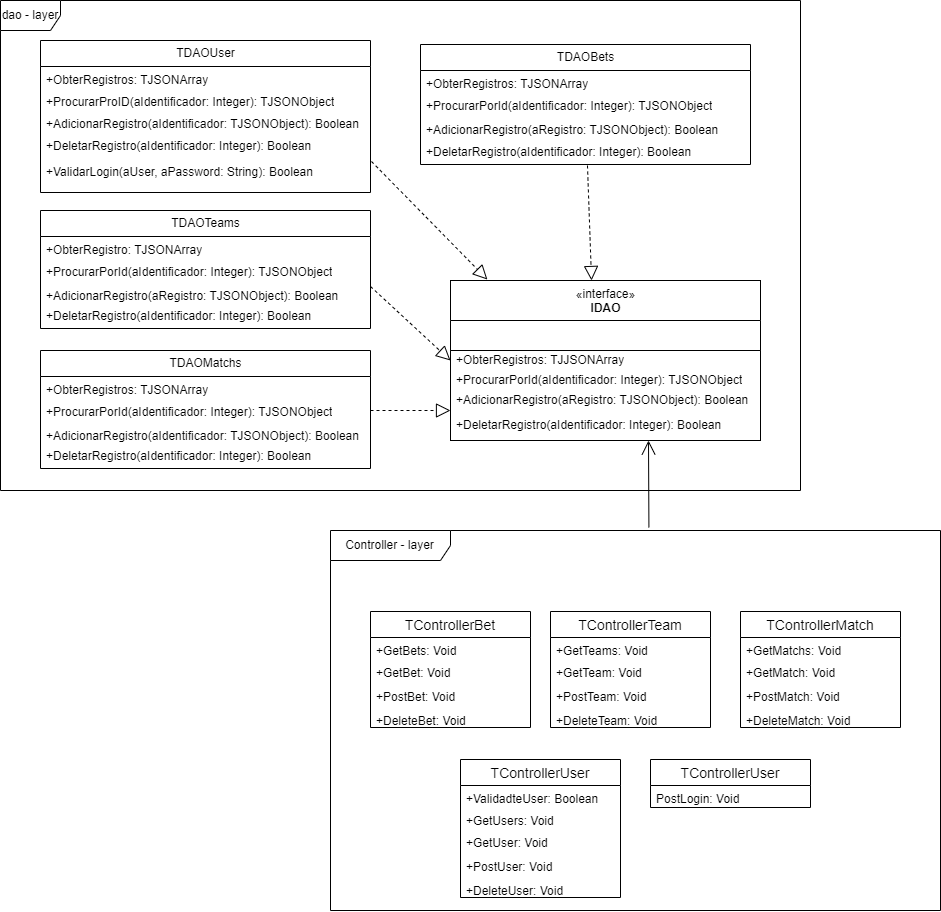 dao - layer
TDAOUser
+ObterRegistros: TJSONArray
+ProcurarProID(aIdentificador: Integer): TJSONObject
+AdicionarRegistro(aIdentificador: TJSONObject): Boolean
+DeletarRegistro(aIdentificador: Integer): Boolean
+ValidarLogin(aUser, aPassword: String): Boolean
TDAOBets
+ObterRegistros: TJSONArray
+ProcurarPorId(aIdentificador: Integer): TJSONObject
+AdicionarRegistro(aRegistro: TJSONObject): Boolean
+DeletarRegistro(aIdentificador: Integer): Boolean
TDAOTeams
+ObterRegistro: TJSONArray
+ProcurarPorId(aIdentificador: Integer): TJSONObject
+AdicionarRegistro(aRegistro: TJSONObject): Boolean
+DeletarRegistro(aIdentificador: Integer): Boolean
«interface»
IDAO
+ObterRegistros: TJJSONArray
+ProcurarPorId(aIdentificador: Integer): TJSONObject
+AdicionarRegistro(aRegistro: TJSONObject): Boolean
+DeletarRegistro(aIdentificador: Integer): Boolean
TDAOMatchs
+ObterRegistros: TJSONArray
+ProcurarPorId(aIdentificador: Integer): TJSONObject
+AdicionarRegistro(aIdentificador: TJSONObject): Boolean
+DeletarRegistro(aIdentificador: Integer): Boolean
Controller - layer
TControllerBet
+GetBets: Void
+GetBet: Void
+PostBet: Void
+DeleteBet: Void
TControllerTeam
+GetTeams: Void
+GetTeam: Void
+PostTeam: Void
+DeleteTeam: Void
TControllerMatch
+GetMatchs: Void
+GetMatch: Void
+PostMatch: Void
+DeleteMatch: Void
TControllerUser
+ValidadteUser: Boolean
+GetUsers: Void
+GetUser: Void
+PostUser: Void
+DeleteUser: Void
TControllerUser
PostLogin: Void